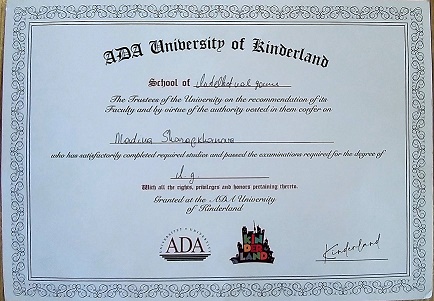 ADA University of Kinderland
School of Intellectual games
The Trustees of the University on the recommendation of its
Faculty and by virtue of the authority vested in them confer on
Madina
who has satisfactorily completed required studies and passed the examinations required for the degree of
With all the rights, privileges and honors pertaining thereto.
Granted at the ADA University
of Kinderland
ADA
KINDERLAND
Kinderland